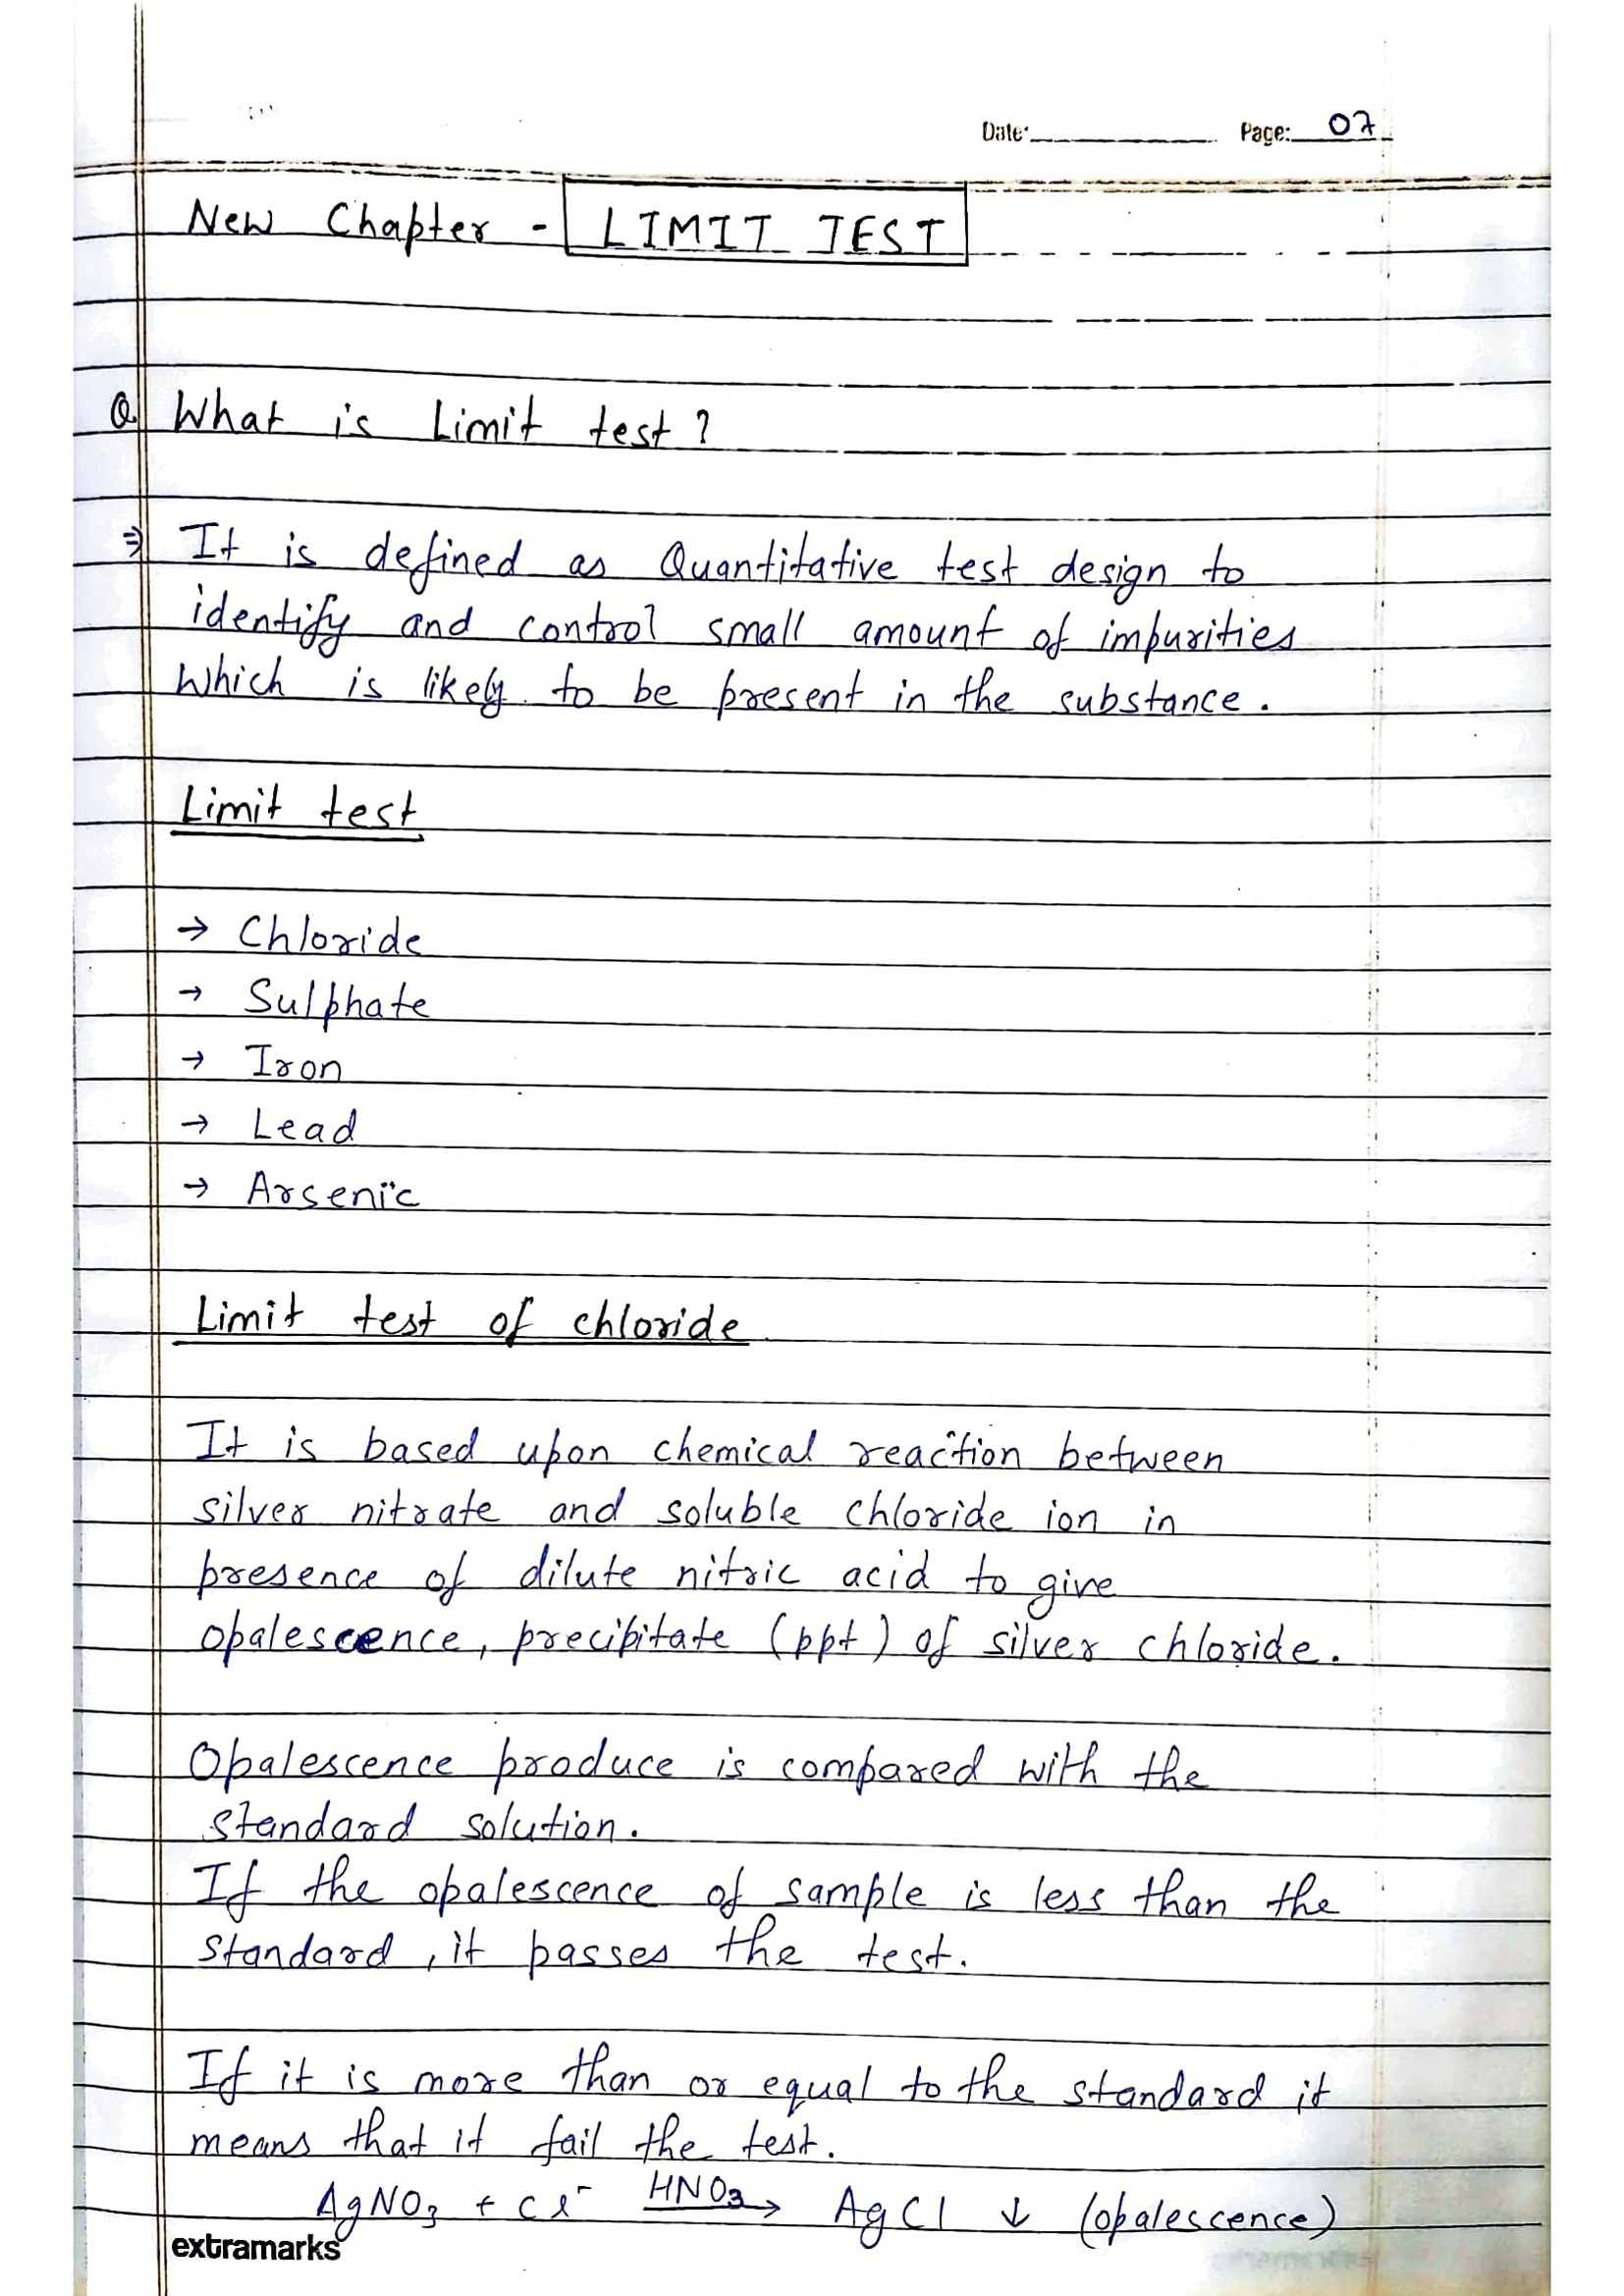 Date: Page: 07
New Chapter - LIMIT TEST
Q What is Limit test ?
⇒ It is defined as Quantitative test design to
identify and control small amount of impurities
which is likely to be present in the substance.
Limit test
→ Chloride
→ Sulphate
→ Iron
→ Lead
→ Arsenic
Limit test of chloride
It is based upon chemical reaction between
silver nitrate and soluble chloride ion in
presence of dilute nitric acid to give
opalescence, precipitate (ppt) of silver chloride.
Opalescence produce is compared with the
standard solution.
If the opalescence of sample is less than the
standard, it passes the test.
If it is more than or equal to the standard it
means that it fail the test.
AgNO₃ + Cl⁻ HNO₃→ AgCl ↓ (opalescence)
extramarks